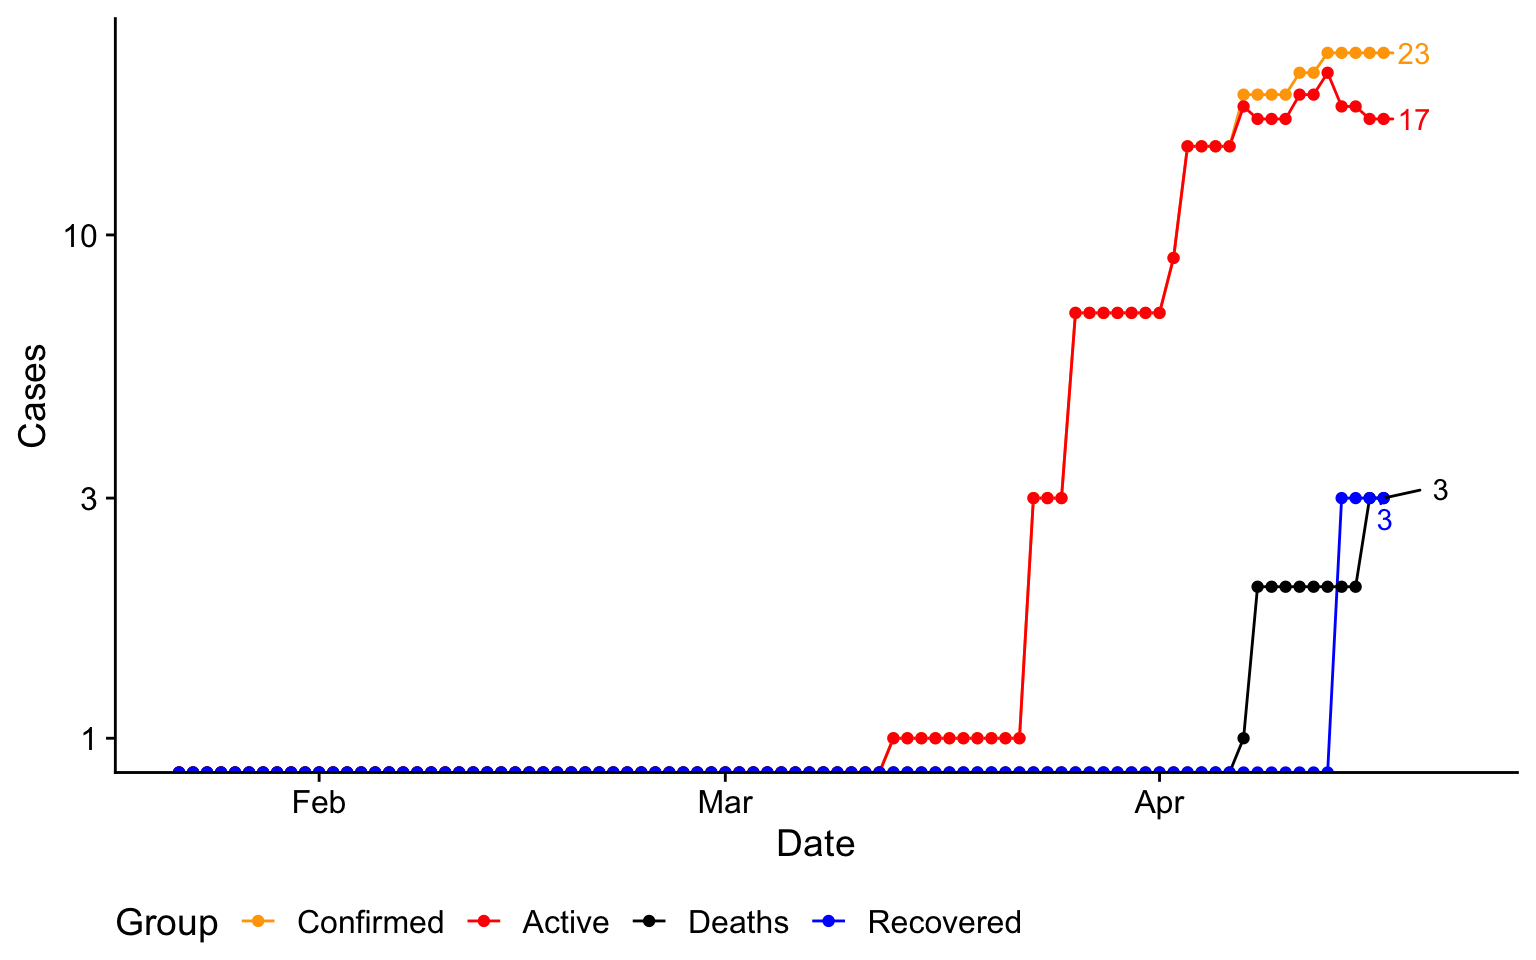 23
17
10
Cases
3
3
3
1
Feb Mar Apr
Date
Group Confirmed Active Deaths Recovered